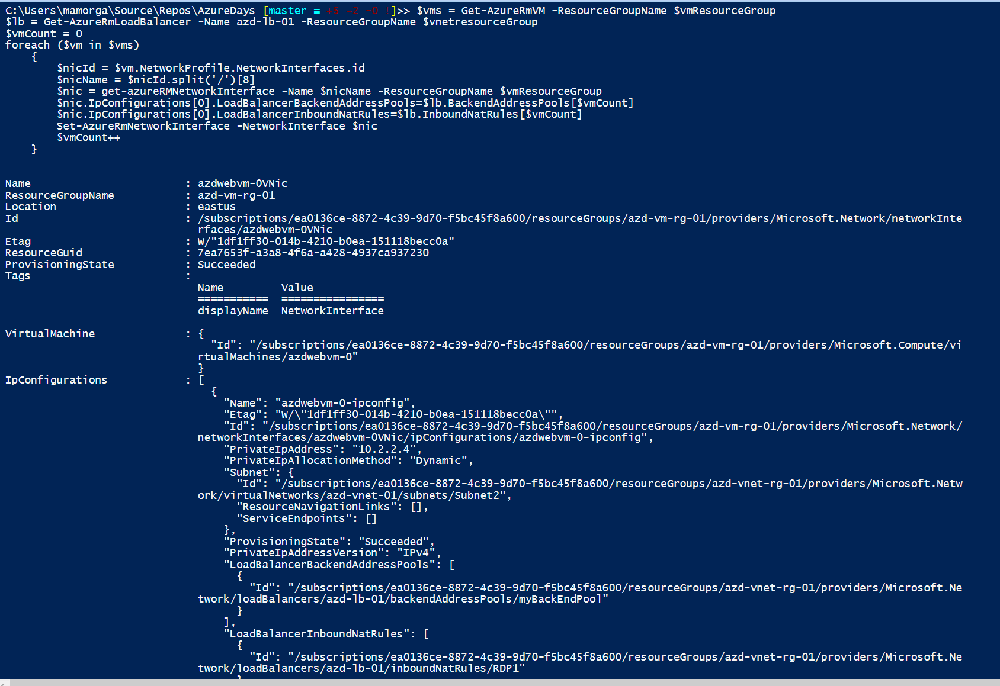 C:\Users\mamorga\Source\Repos\AzureDays [master ≡ +5 ~2 -0 !]>> $vms = Get-AzureRmVM -ResourceGroupName $vmResourceGroup
$lb = Get-AzureRmLoadBalancer -Name azd-lb-01 -ResourceGroupName $vnetresourceGroup
$vmCount = 0
foreach ($vm in $vms)
    {
        $nicId = $vm.NetworkProfile.NetworkInterfaces.id
        $nicName = $nicId.split('/')[8]
        $nic = get-azureRMNetworkInterface -Name $nicName -ResourceGroupName $vmResourceGroup
        $nic.IpConfigurations[0].LoadBalancerBackendAddressPools=$lb.BackendAddressPools[$vmCount]
        $nic.IpConfigurations[0].LoadBalancerInboundNatRules=$lb.InboundNatRules[$vmCount]
        Set-AzureRmNetworkInterface -NetworkInterface $nic
        $vmCount++
    }
Name                        : azdwebvm-0VNic
ResourceGroupName           : azd-vm-rg-01
Location                    : eastus
Id                          : /subscriptions/ea0136ce-8872-4c39-9d70-f5bc45f8a600/resourceGroups/azd-vm-rg-01/providers/Microsoft.Network/networkInte
                              rfaces/azdwebvm-0VNic
Etag                        : W/"1df1ff30-014b-4210-b0ea-151118becc0a"
ResourceGuid                : 7ea7653f-a3a8-4f6a-a428-4937ca937230
ProvisioningState           : Succeeded
Tags                        :
                              Name         Value
                              ===========  ================
                              displayName  NetworkInterface
VirtualMachine              : {
                                "Id": "/subscriptions/ea0136ce-8872-4c39-9d70-f5bc45f8a600/resourceGroups/azd-vm-rg-01/providers/Microsoft.Compute/vi
                              rtualMachines/azdwebvm-0"
                              }
IpConfigurations            : [
                                {
                                  "Name": "azdwebvm-0-ipconfig",
                                  "Etag": "W/\"1df1ff30-014b-4210-b0ea-151118becc0a\"",
                                  "Id": "/subscriptions/ea0136ce-8872-4c39-9d70-f5bc45f8a600/resourceGroups/azd-vm-rg-01/providers/Microsoft.Network/
                              networkInterfaces/azdwebvm-0VNic/ipConfigurations/azdwebvm-0-ipconfig",
                                  "PrivateIpAddress": "10.2.2.4",
                                  "PrivateIpAllocationMethod": "Dynamic",
                                  "Subnet": {
                                    "Id": "/subscriptions/ea0136ce-8872-4c39-9d70-f5bc45f8a600/resourceGroups/azd-vnet-rg-01/providers/Microsoft.Netw
                              ork/virtualNetworks/azd-vnet-01/subnets/Subnet2",
                                    "ResourceNavigationLinks": [],
                                    "ServiceEndpoints": []
                                  },
                                  "ProvisioningState": "Succeeded",
                                  "PrivateIpAddressVersion": "IPv4",
                                  "LoadBalancerBackendAddressPools": [
                                    {
                                      "Id": "/subscriptions/ea0136ce-8872-4c39-9d70-f5bc45f8a600/resourceGroups/azd-vnet-rg-01/providers/Microsoft.Ne
                              twork/loadBalancers/azd-lb-01/backendAddressPools/myBackEndPool"
                                    }
                                  ],
                                  "LoadBalancerInboundNatRules": [
                                    {
                                      "Id": "/subscriptions/ea0136ce-8872-4c39-9d70-f5bc45f8a600/resourceGroups/azd-vnet-rg-01/providers/Microsoft.Ne
                              twork/loadBalancers/azd-lb-01/inboundNatRules/RDP1"